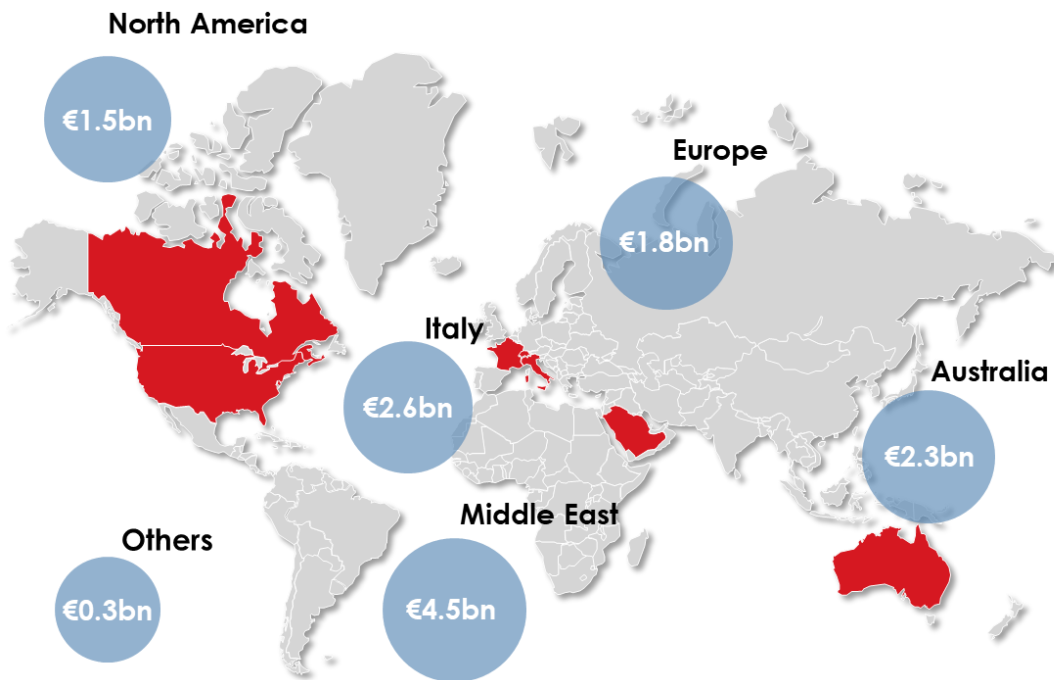 North America
€1.5bn
Europe
€1.8bn
Italy
€2.6bn
Australia
€2.3bn
Middle East
€4.5bn
Others
€0.3bn